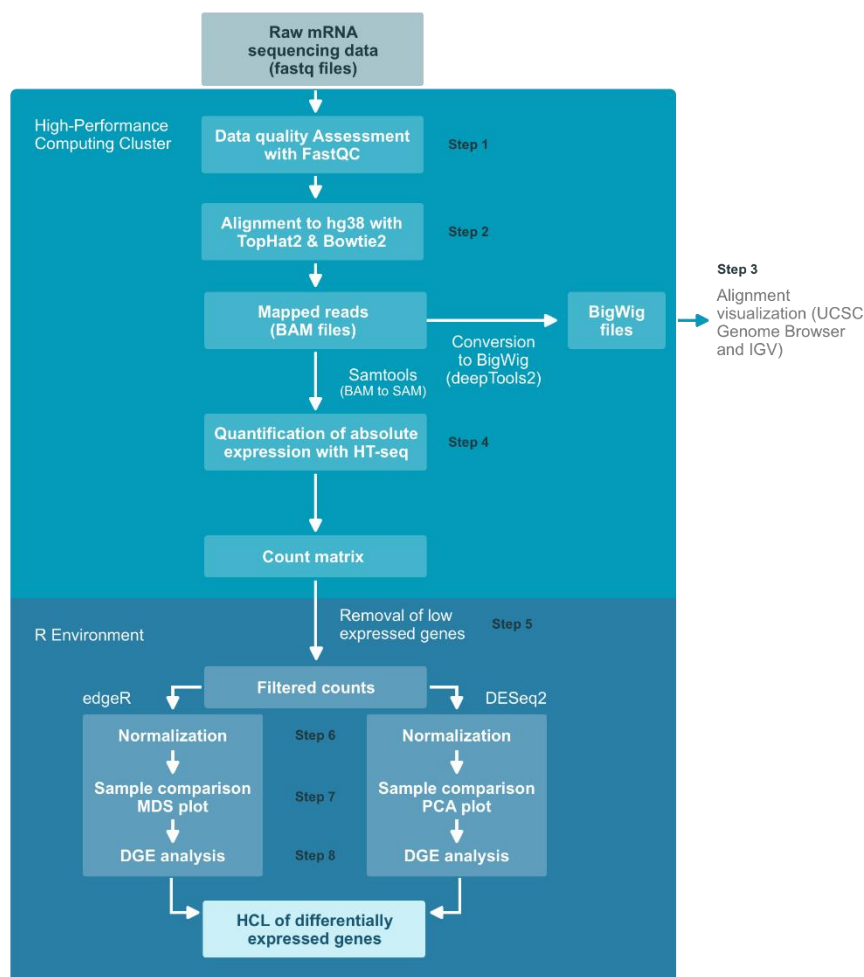 Raw mRNA
sequencing data
(fastq files)
High-Performance
Computing Cluster
Data quality Assessment
with FastQC
Step 1
Alignment to hg38 with
TopHat2 & Bowtie2
Step 2
Mapped reads
(BAM files)
Conversion
to BigWig
(deepTools2)
BigWig
files
Step 3
Alignment
visualization (UCSC
Genome Browser
and IGV)
Samtools
(BAM to SAM)
Quantification of absolute
expression with HT-seq
Step 4
Count matrix
R Environment
Removal of low
expressed genes
Step 5
Filtered counts
edgeR
DESeq2
Normalization
Step 6
Normalization
Sample comparison
MDS plot
Step 7
Sample comparison
PCA plot
DGE analysis
Step 8
DGE analysis
HCL of differentially
expressed genes